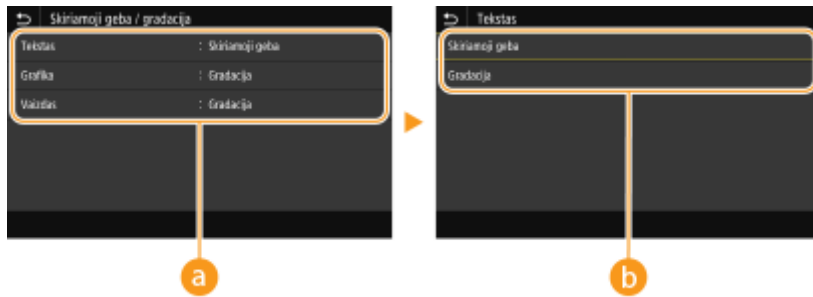 Skiriamoji geba / gradacija
Tekstas : Skiriamoji geba
Grafika : Gradacija
Vaizdas : Gradacija
a
Tekstas
Skiriamoji geba
Gradacija
b